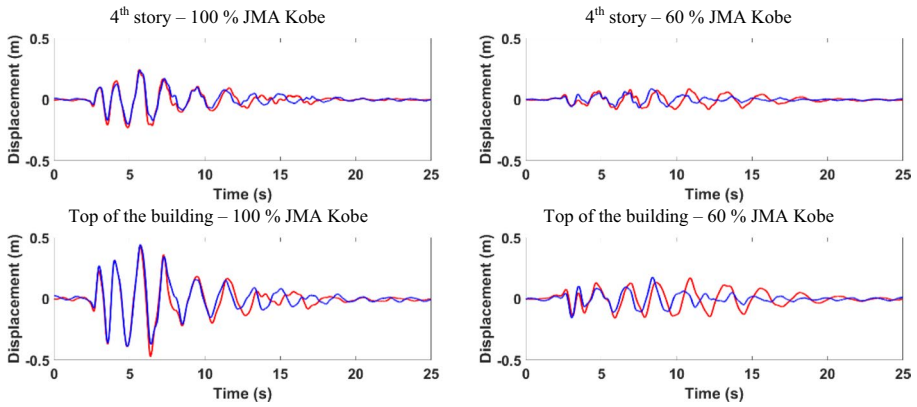 4th story – 100 % JMA Kobe
0.5
0
-0.5
Displacement (m)
0 5 10 15 20 25
Time (s)
4th story – 60 % JMA Kobe
0.5
0
-0.5
Displacement (m)
0 5 10 15 20 25
Time (s)
Top of the building – 100 % JMA Kobe
0.5
0
-0.5
Displacement (m)
0 5 10 15 20 25
Time (s)
Top of the building – 60 % JMA Kobe
0.5
0
-0.5
Displacement (m)
0 5 10 15 20 25
Time (s)